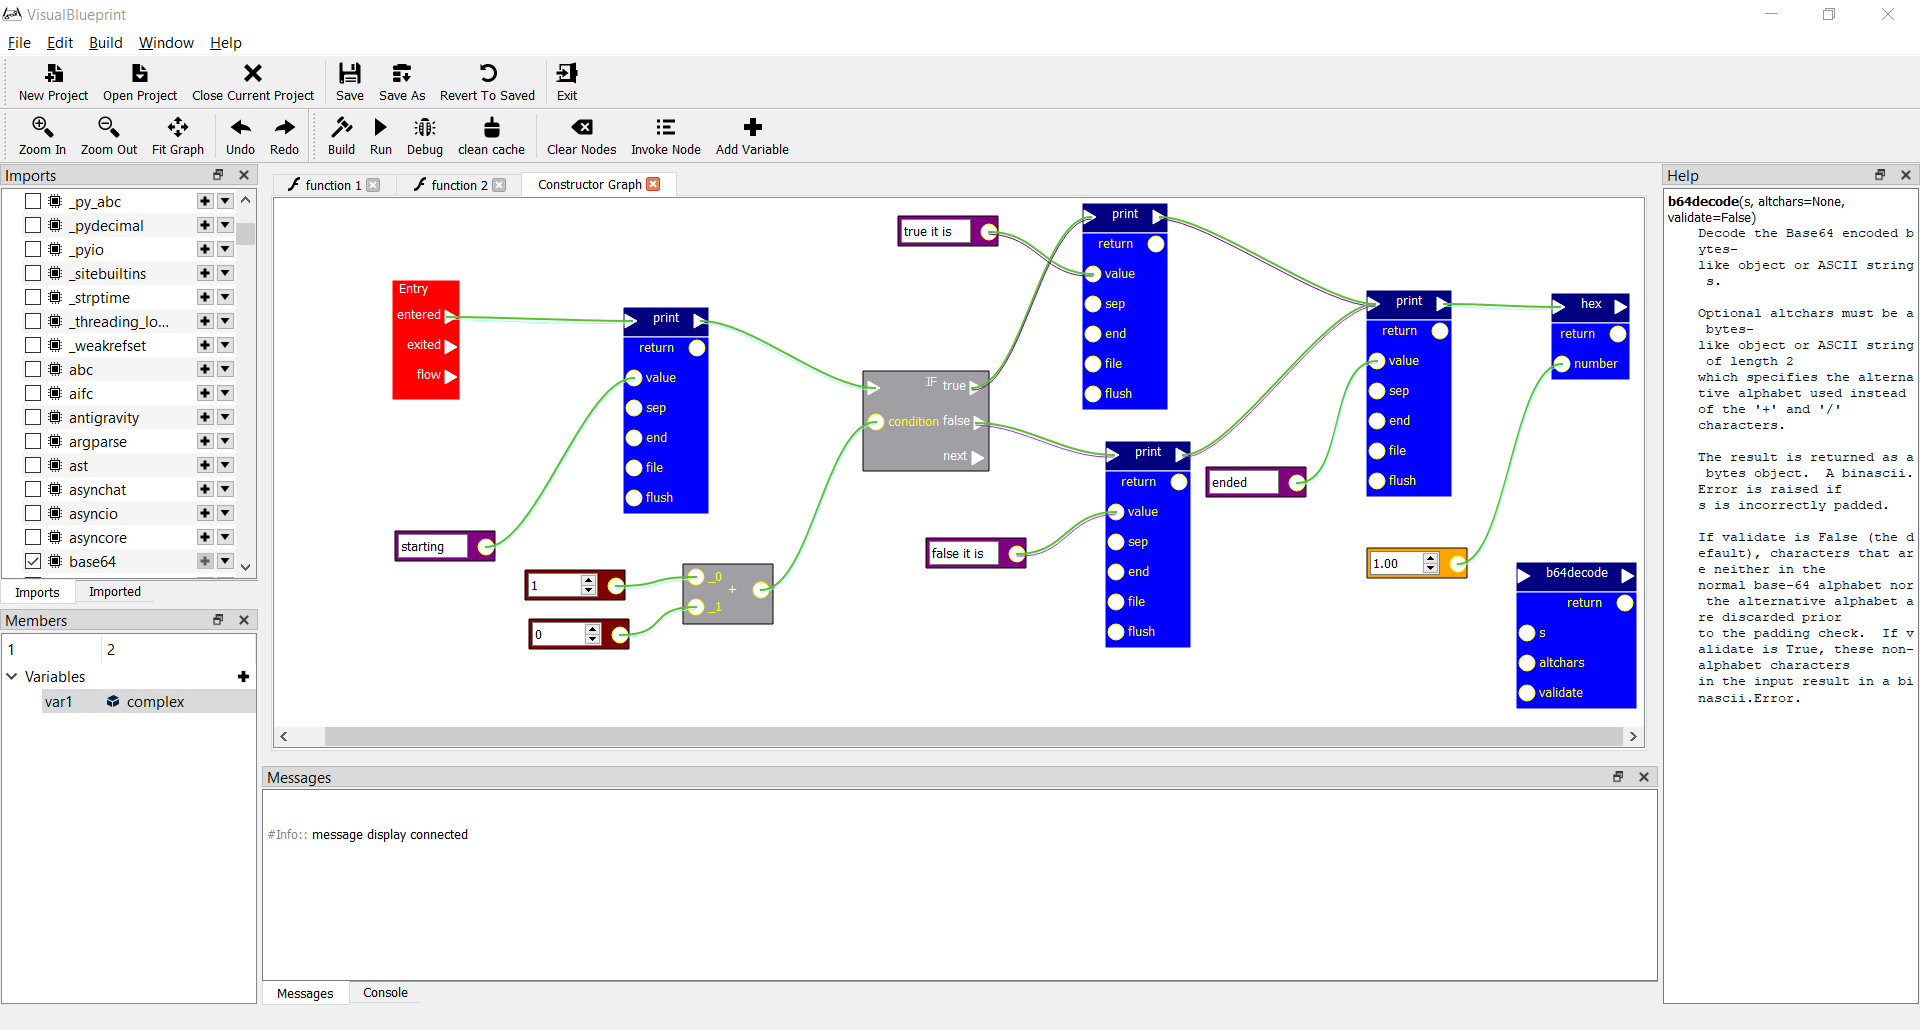 VisualBlueprint
File Edit Build Window Help
New Project Open Project Close Current Project Save Save As Revert To Saved Exit
Zoom In Zoom Out Fit Graph Undo Redo Build Run Debug clean cache Clear Nodes Invoke Node Add Variable
Imports
_py_abc
_pydecimal
_pyio
_sitebuiltins
_strptime
_threading_lo...
_weakrefset
abc
aifc
antigravity
argparse
ast
asynchat
asyncio
asyncore
base64
Imports Imported
Members
1 2
Variables
var1 complex
function 1 function 2 Constructor Graph
Entry
entered
exited
flow
starting
print
return
value
sep
end
file
flush
1
0
_0
+
_1
IF true
condition false
next
true it is
print
return
value
sep
end
file
flush
false it is
print
return
value
sep
end
file
flush
ended
print
return
value
sep
end
file
flush
1.00
hex
return
number
b64decode
return
s
altchars
validate
Messages
#Info:: message display connected
Messages Console
Help
b64decode(s, altchars=None,
validate=False)
Decode the Base64 encoded b
ytes-
like object or ASCII string
s.
Optional altchars must be a
bytes-
like object or ASCII string
of length 2
which specifies the alterna
tive alphabet used instead
of the '+' and '/'
characters.
The result is returned as a
bytes object.  A binascii.
Error is raised if
s is incorrectly padded.
If validate is False (the d
efault), characters that ar
e neither in the
normal base-64 alphabet nor
the alternative alphabet a
re discarded prior
to the padding check.  If v
alidate is True, these non-
alphabet characters
in the input result in a bi
nascii.Error.